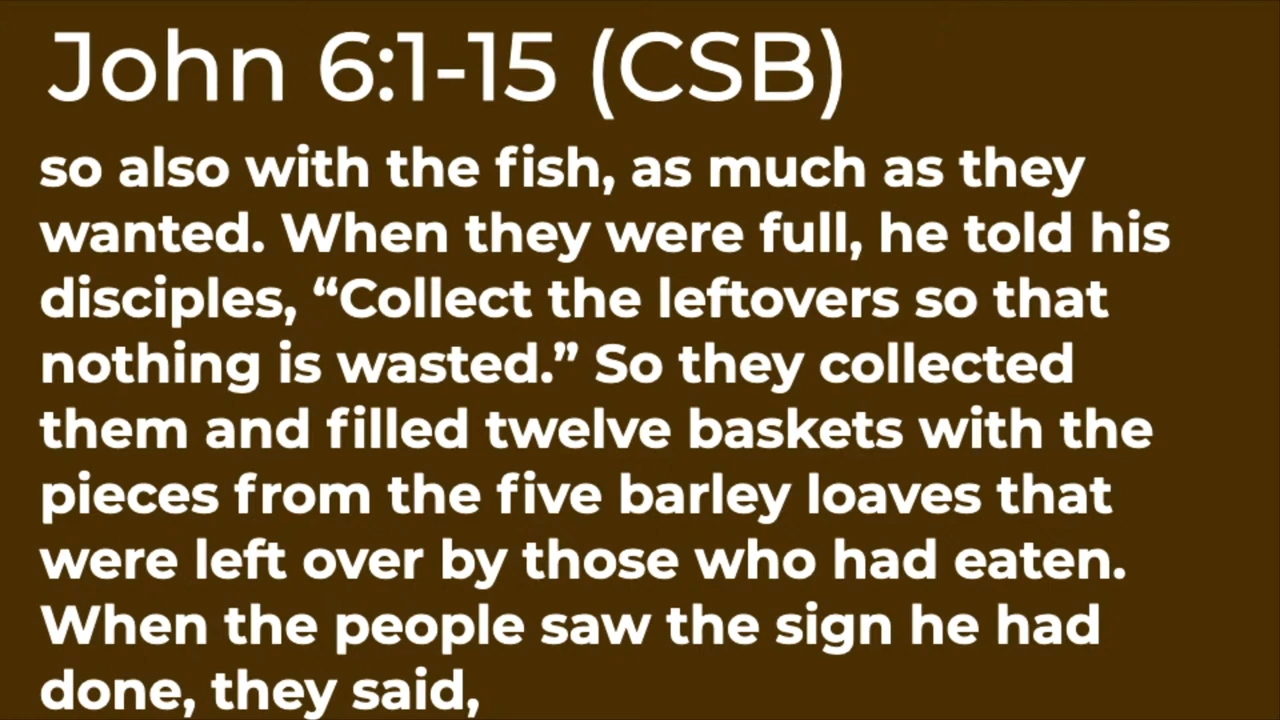 John 6:1-15 (CSB)
so also with the fish, as much as they
wanted. When they were full, he told his
disciples, “Collect the leftovers so that
nothing is wasted.” So they collected
them and filled twelve baskets with the
pieces from the five barley loaves that
were left over by those who had eaten.
When the people saw the sign he had
done, they said,